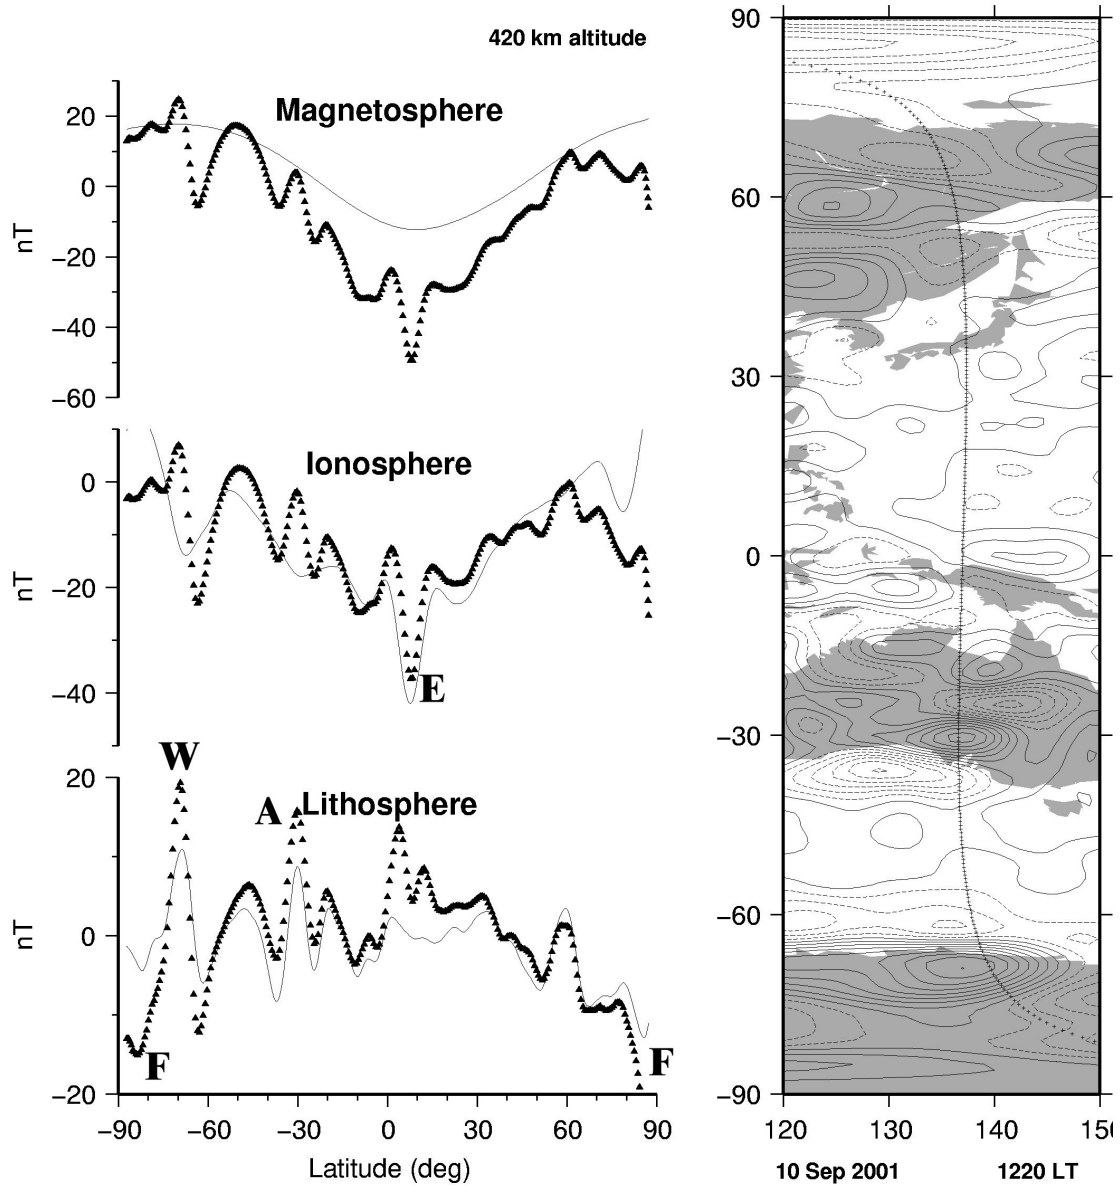 420 km altitude
Magnetosphere
20
0
−20
−40
−60
nT
Ionosphere
0
−20
−40
nT
E
W
A
Lithosphere
20
0
−20
nT
F
F
−90
−60
−30
0
30
60
90
Latitude (deg)
90
60
30
0
−30
−60
−90
120
130
140
150
10 Sep 2001
1220 LT